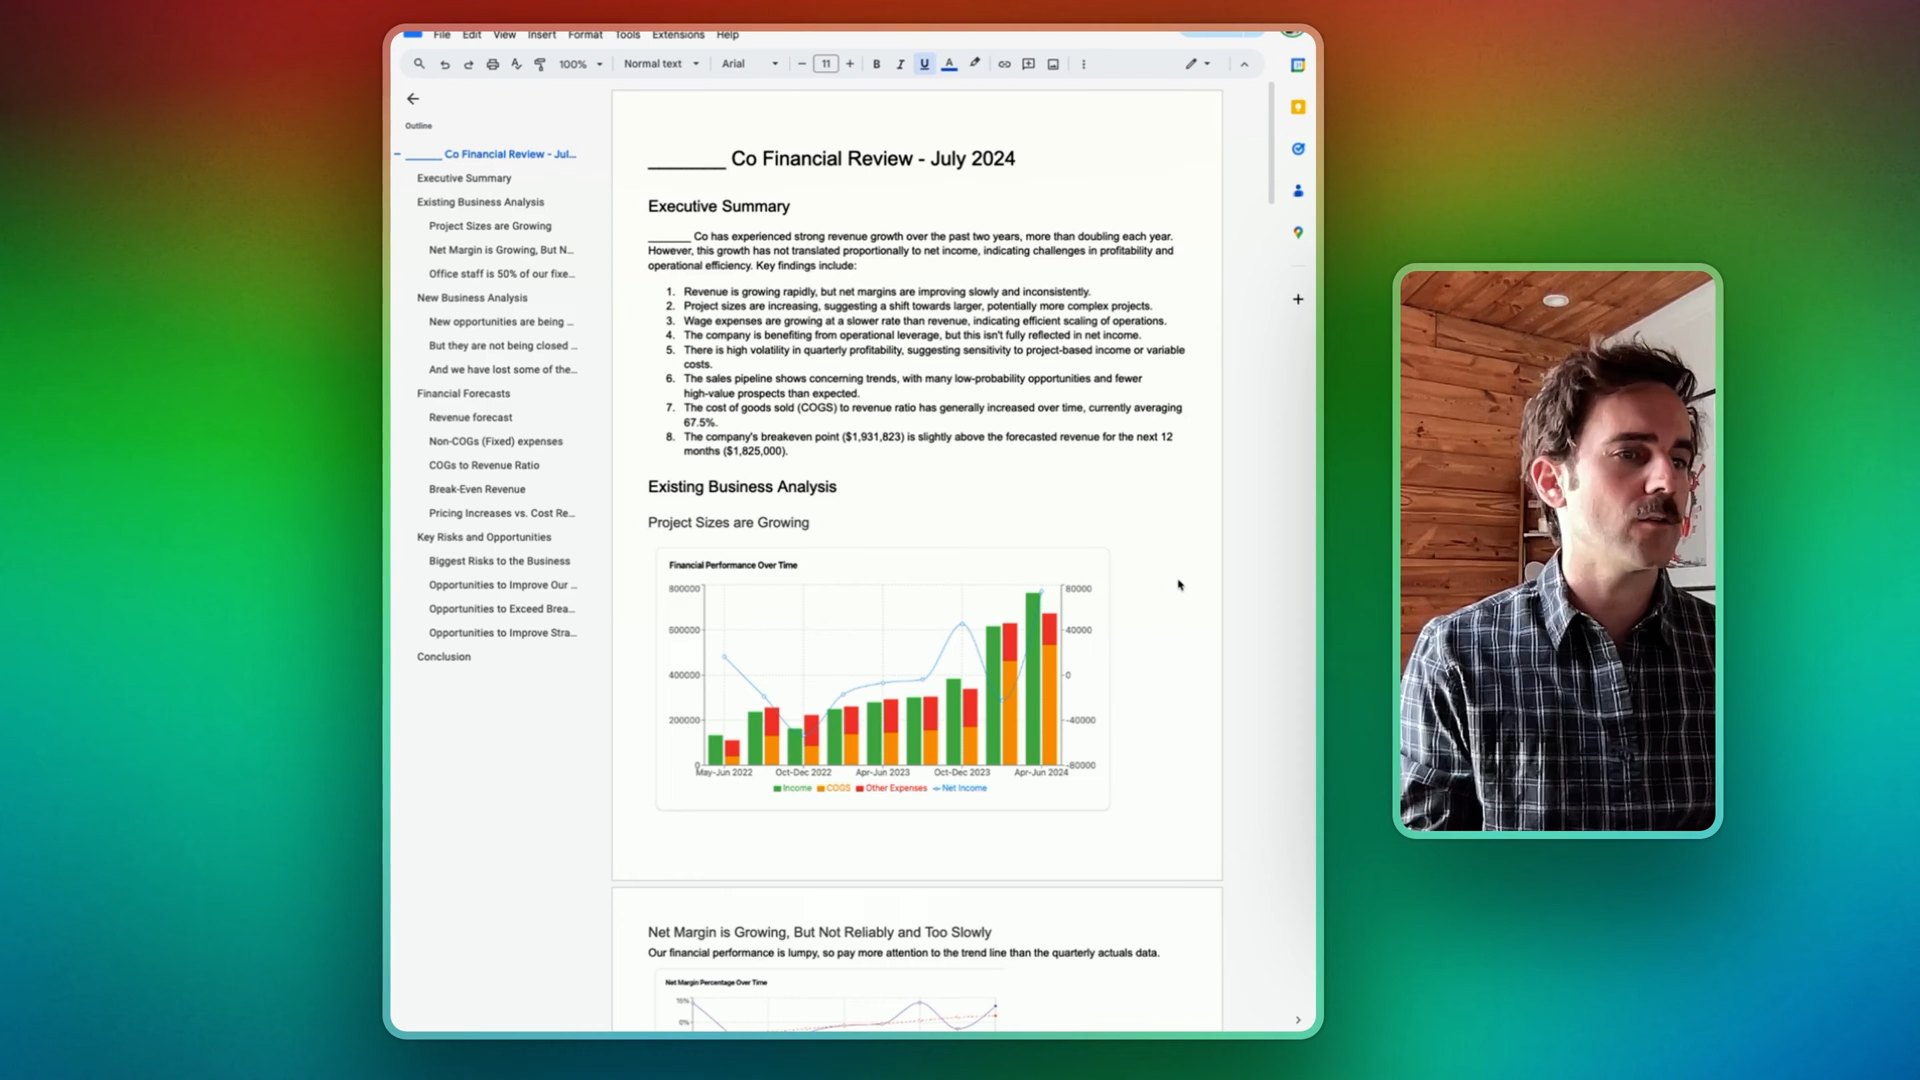 File Edit View Insert Format Tools Extensions Help
100% Normal text Arial 11 B I U A
Outline
______ Co Financial Review - Jul...
Executive Summary
Existing Business Analysis
Project Sizes are Growing
Net Margin is Growing, But N...
Office staff is 50% of our fixe...
New Business Analysis
New opportunities are being ...
But they are not being closed ...
And we have lost some of the...
Financial Forecasts
Revenue forecast
Non-COGs (Fixed) expenses
COGs to Revenue Ratio
Break-Even Revenue
Pricing Increases vs. Cost Re...
Key Risks and Opportunities
Biggest Risks to the Business
Opportunities to Improve Our ...
Opportunities to Exceed Brea...
Opportunities to Improve Stra...
Conclusion
_______ Co Financial Review - July 2024
Executive Summary
_______ Co has experienced strong revenue growth over the past two years, more than doubling each year.
However, this growth has not translated proportionally to net income, indicating challenges in profitability and
operational efficiency. Key findings include:
1. Revenue is growing rapidly, but net margins are improving slowly and inconsistently.
2. Project sizes are increasing, suggesting a shift towards larger, potentially more complex projects.
3. Wage expenses are growing at a slower rate than revenue, indicating efficient scaling of operations.
4. The company is benefiting from operational leverage, but this isn't fully reflected in net income.
5. There is high volatility in quarterly profitability, suggesting sensitivity to project-based income or variable
costs.
6. The sales pipeline shows concerning trends, with many low-probability opportunities and fewer
high-value prospects than expected.
7. The cost of goods sold (COGS) to revenue ratio has generally increased over time, currently averaging
67.5%.
8. The company's breakeven point ($1,931,823) is slightly above the forecasted revenue for the next 12
months ($1,825,000).
Existing Business Analysis
Project Sizes are Growing
Financial Performance Over Time
800000 80000
600000 40000
400000 0
200000 -40000
0 -80000
May-Jun 2022 Oct-Dec 2022 Apr-Jun 2023 Oct-Dec 2023 Apr-Jun 2024
Income COGS Other Expenses Net Income
Net Margin is Growing, But Not Reliably and Too Slowly
Our financial performance is lumpy, so pay more attention to the trend line than the quarterly actuals data.
Net Margin Percentage Over Time
15%
0%